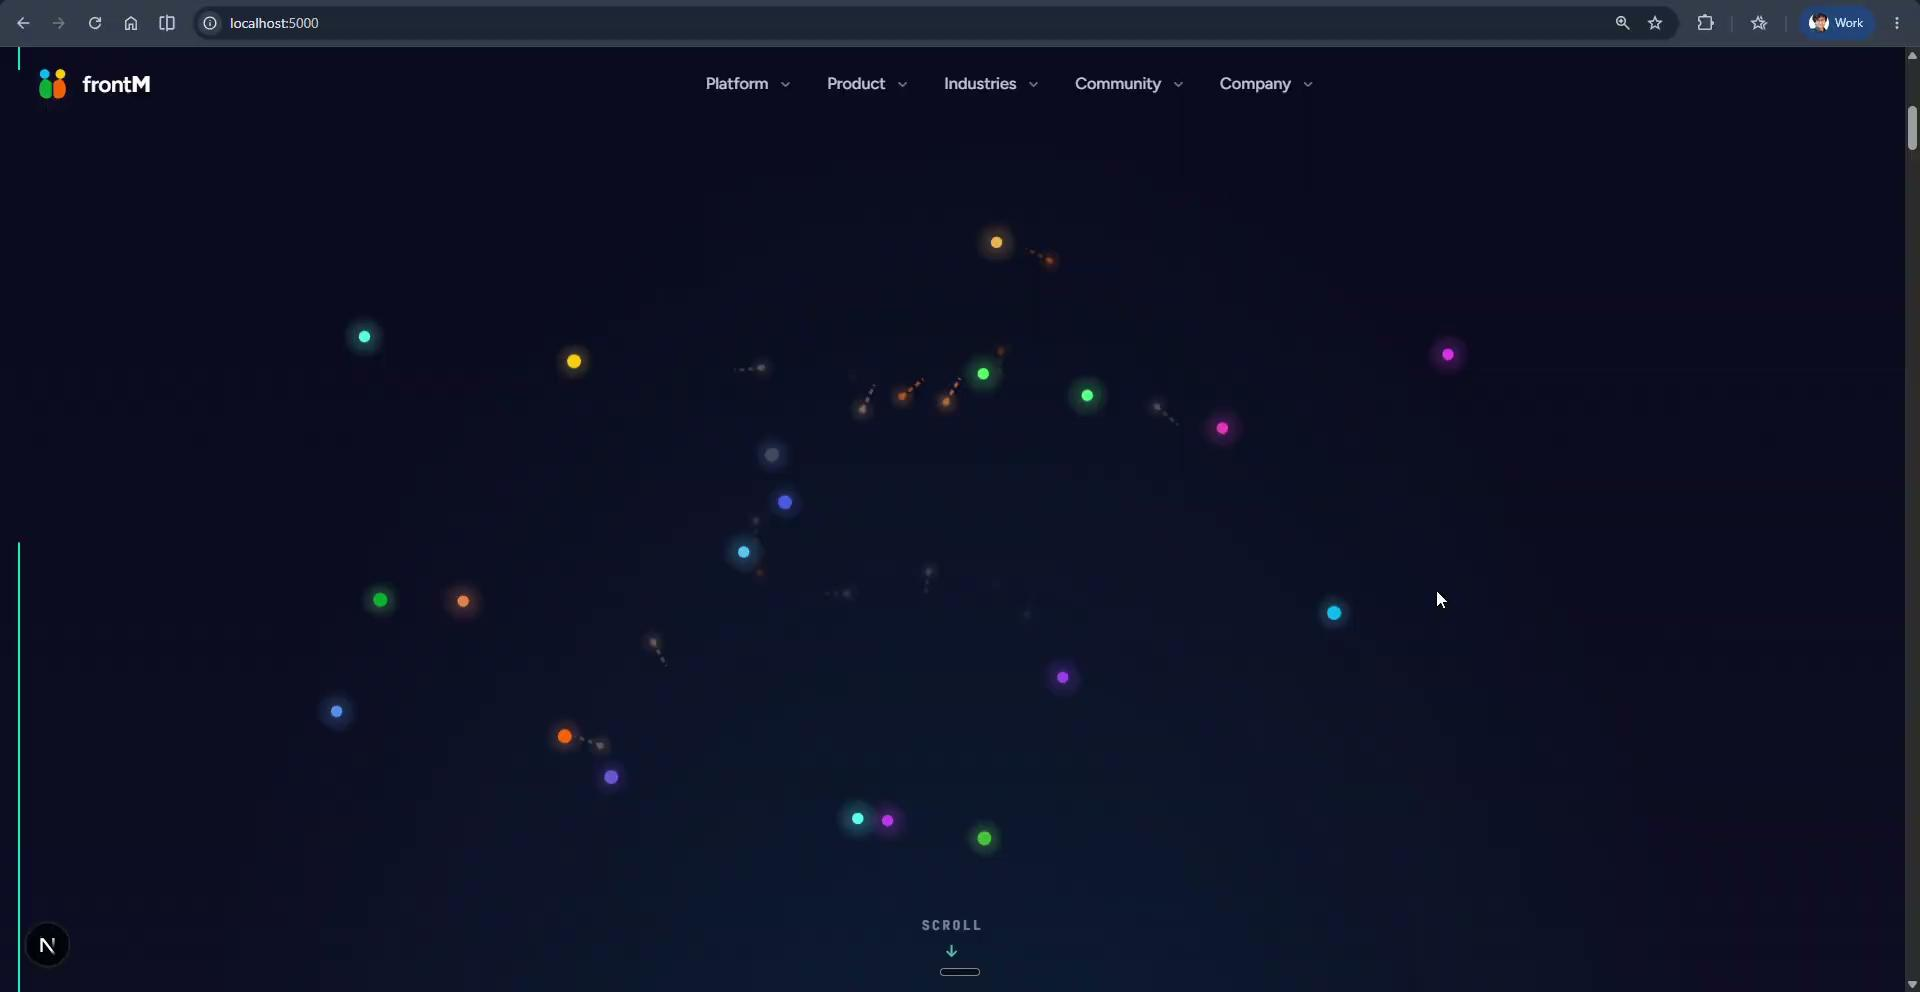 localhost:5000
Work
frontM
Platform
Product
Industries
Community
Company
SCROLL
N